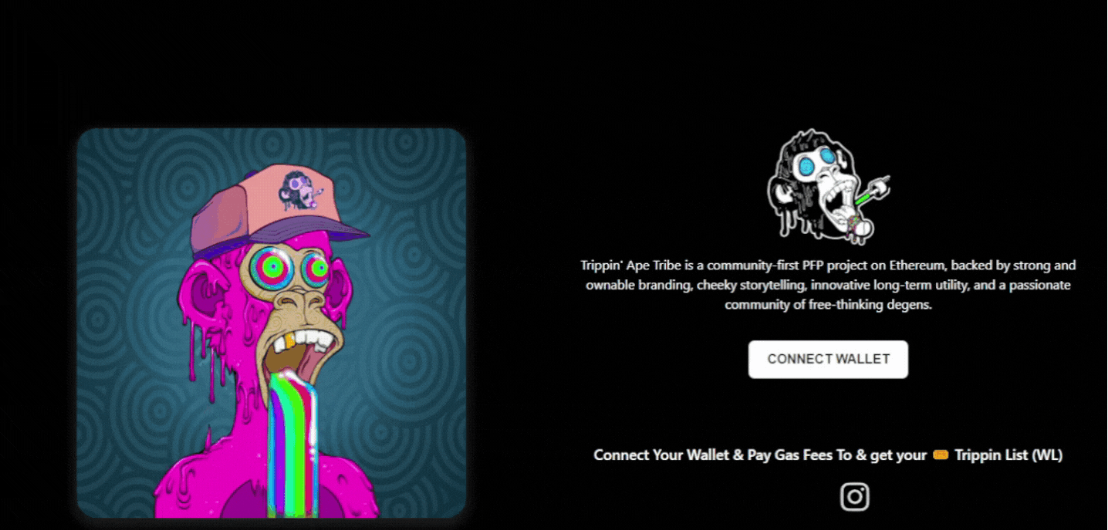 Trippin' Ape Tribe is a community-first PFP project on Ethereum, backed by strong and
ownable branding, cheeky storytelling, innovative long-term utility, and a passionate
community of free-thinking degens.
CONNECT WALLET
Connect Your Wallet & Pay Gas Fees To & get your 🎟️ Trippin List (WL)